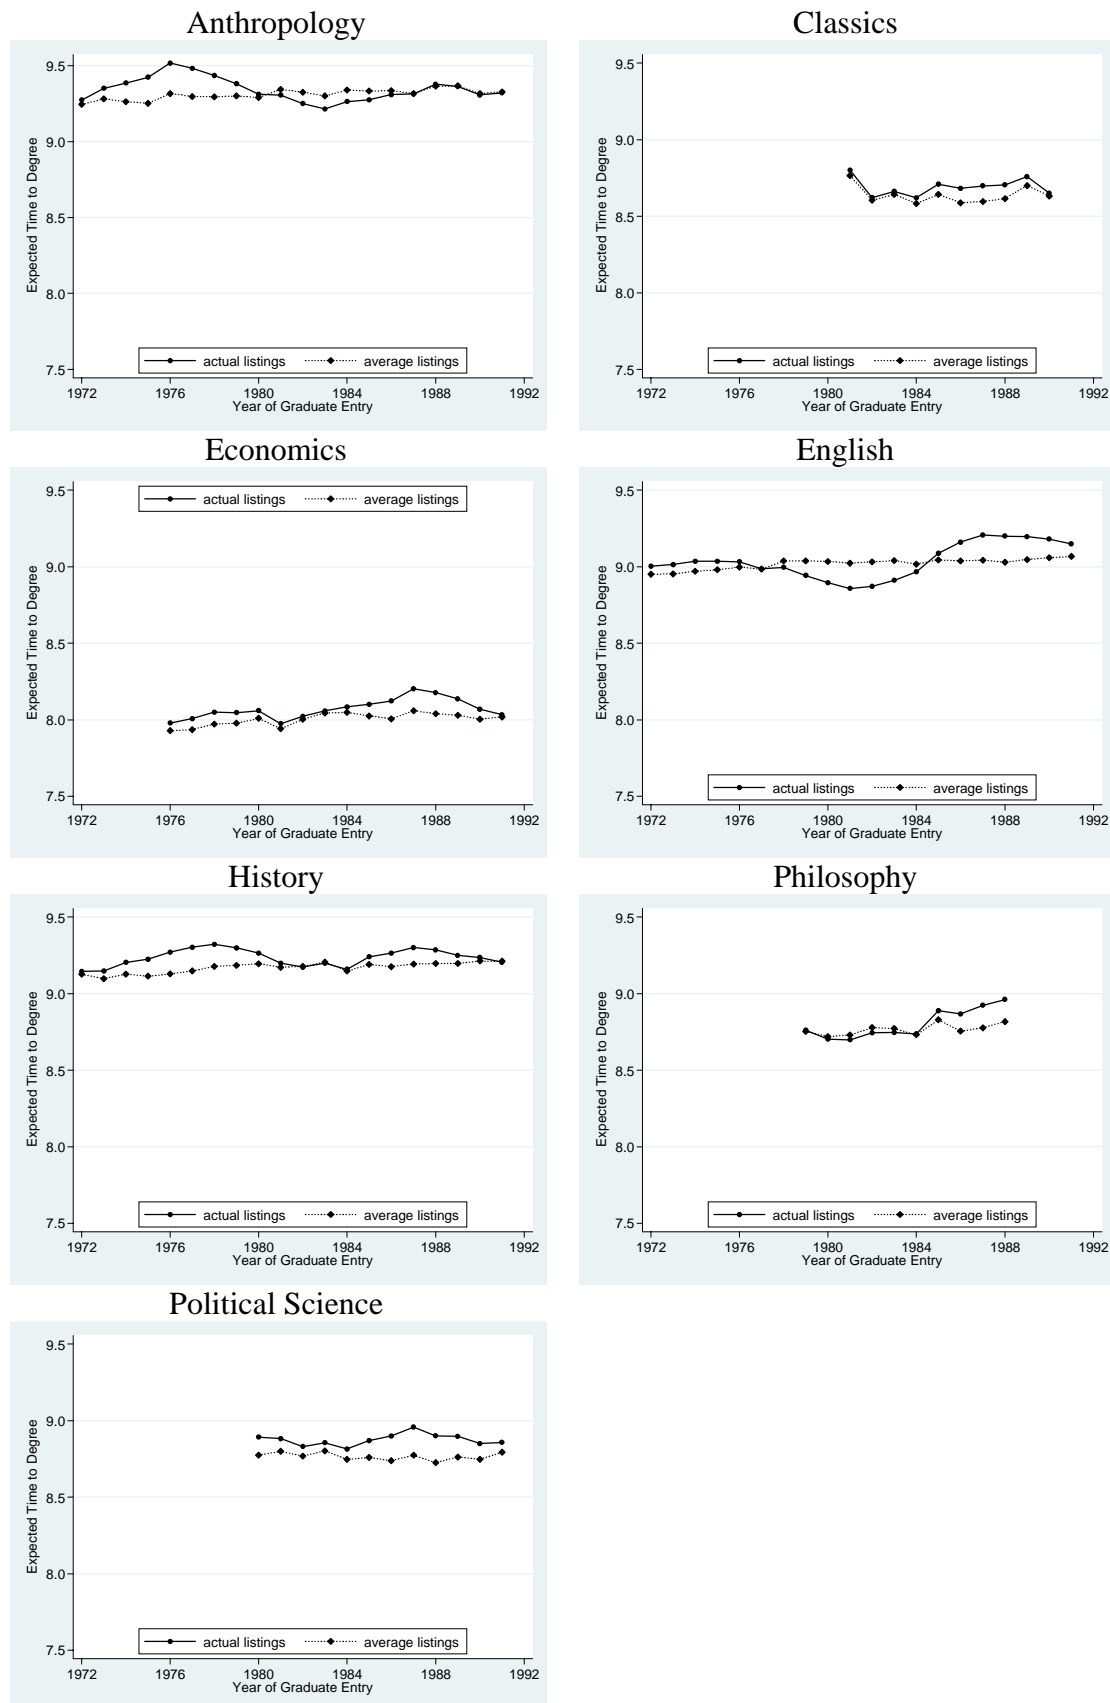 Anthropology
Expected Time to Degree
9.5
9.0
8.5
8.0
7.5
actual listings average listings
1972 1976 1980 1984 1988 1992
Year of Graduate Entry
Classics
Expected Time to Degree
9.5
9.0
8.5
8.0
7.5
actual listings average listings
1972 1976 1980 1984 1988 1992
Year of Graduate Entry
Economics
Expected Time to Degree
actual listings average listings
9.5
9.0
8.5
8.0
7.5
1972 1976 1980 1984 1988 1992
Year of Graduate Entry
English
Expected Time to Degree
9.5
9.0
8.5
8.0
7.5
actual listings average listings
1972 1976 1980 1984 1988 1992
Year of Graduate Entry
History
Expected Time to Degree
9.5
9.0
8.5
8.0
7.5
actual listings average listings
1972 1976 1980 1984 1988 1992
Year of Graduate Entry
Philosophy
Expected Time to Degree
9.5
9.0
8.5
8.0
7.5
actual listings average listings
1972 1976 1980 1984 1988 1992
Year of Graduate Entry
Political Science
Expected Time to Degree
9.5
9.0
8.5
8.0
7.5
actual listings average listings
1972 1976 1980 1984 1988 1992
Year of Graduate Entry